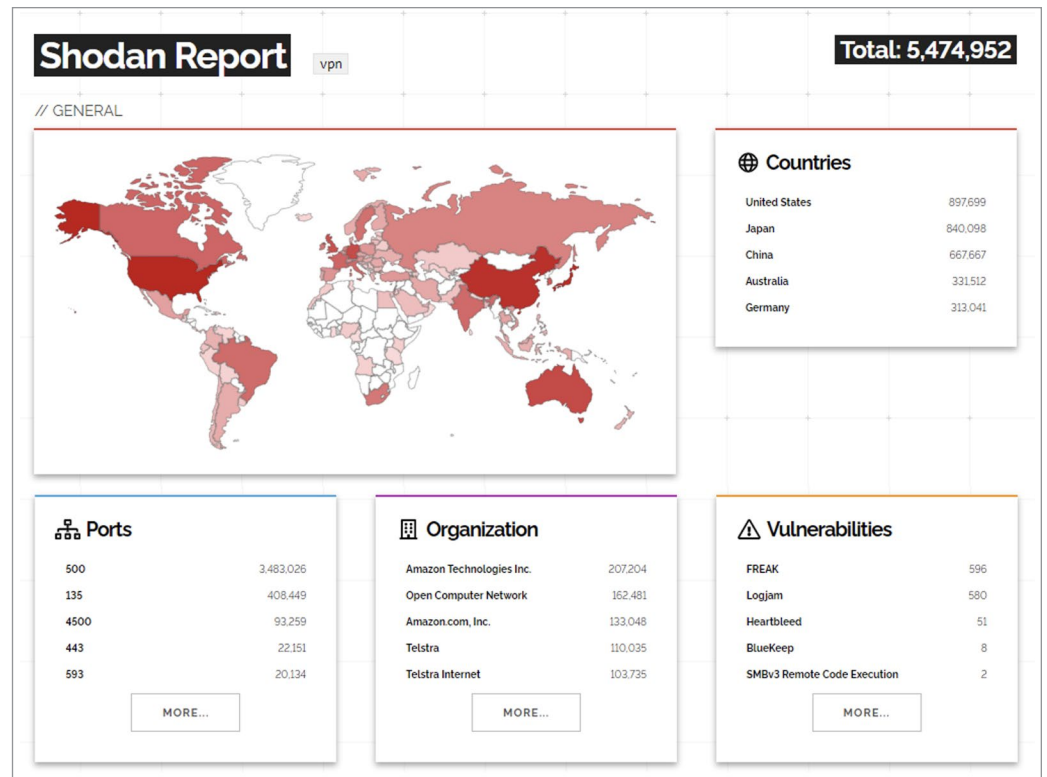 Shodan Report
vpn
Total: 5,474,952
// GENERAL
Countries
United States 897,699
Japan 840,098
China 667,667
Australia 331,512
Germany 313,041
Ports
500 3,483,026
135 408,449
4500 93,259
443 22,151
593 20,134
MORE...
Organization
Amazon Technologies Inc. 207,204
Open Computer Network 162,481
Amazon.com, Inc. 133,048
Telstra 110,035
Telstra Internet 103,735
MORE...
Vulnerabilities
FREAK 596
Logjam 580
Heartbleed 51
BlueKeep 8
SMBv3 Remote Code Execution 2
MORE...